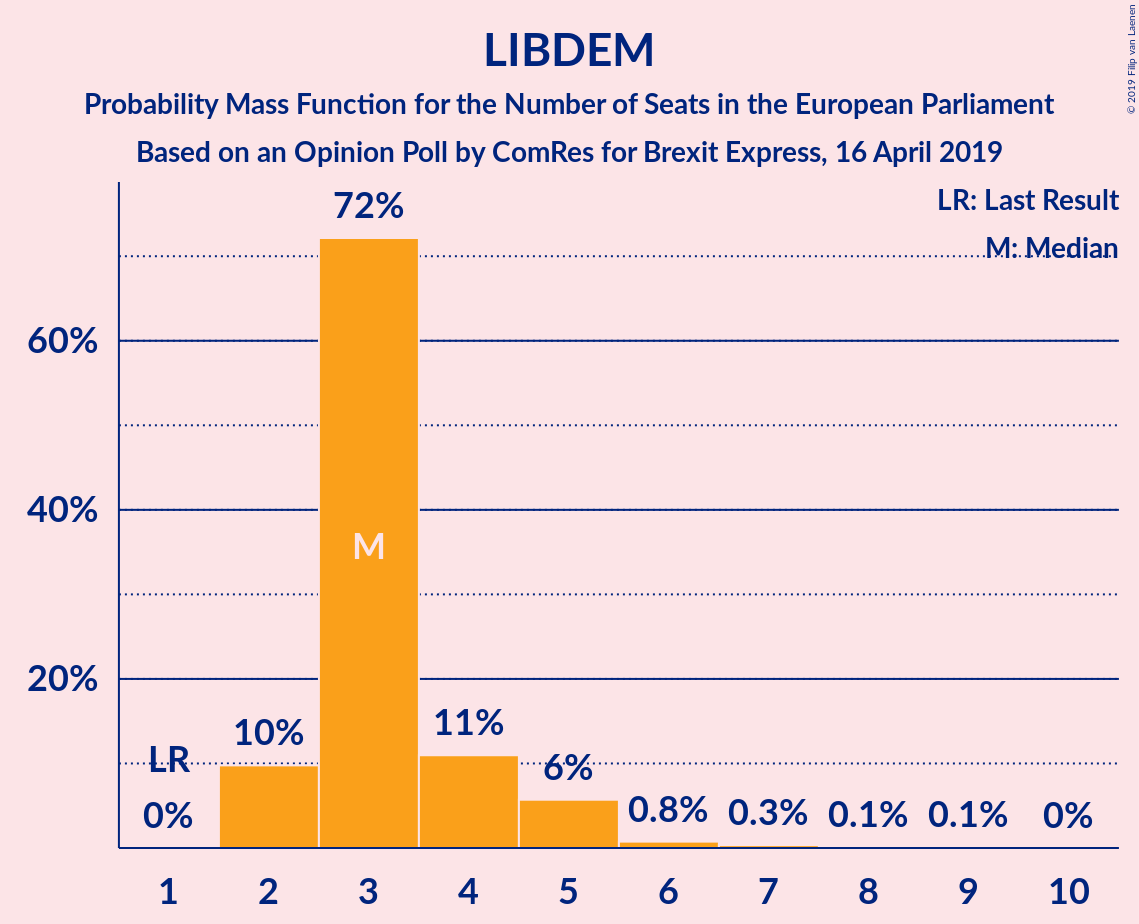 LIBDEM
Probability Mass Function for the Number of Seats in the European Parliament
Based on an Opinion Poll by ComRes for Brexit Express, 16 April 2019
© 2019 Filip van Laenen
LR: Last Result
M: Median
60%
40%
20%
LR
0%
10%
72%
M
11%
6%
0.8%
0.3%
0.1%
0.1%
0%
1 2 3 4 5 6 7 8 9 10